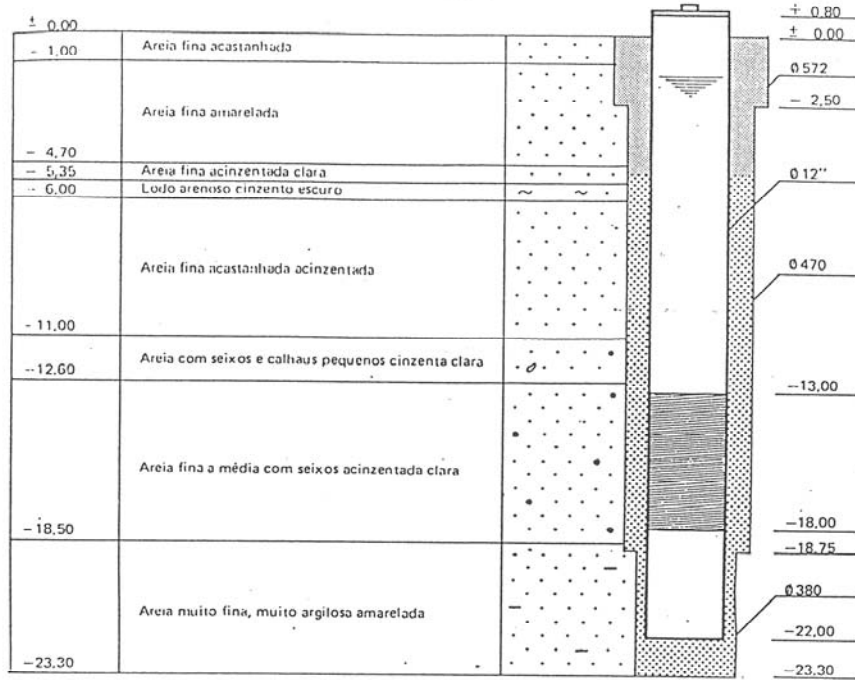 ± 0,00
- 1,00 Areia fina acastanhada
Areia fina amarelada
- 4,70
- 5,35 Areia fina acinzentada clara
- 6,00 Lodo arenoso cinzento escuro
Areia fina acastanhada acinzentada
- 11,00
- 12,60 Areia com seixos e calhaus pequenos cinzenta clara
Areia fina a média com seixos acinzentada clara
- 18,50
Areia muito fina, muito argilosa amarelada
- 23,30
+ 0,80
± 0,00
Ø 572
- 2,50
Ø 12"
Ø 470
- 13,00
- 18,00
- 18,75
Ø 380
- 22,00
- 23,30